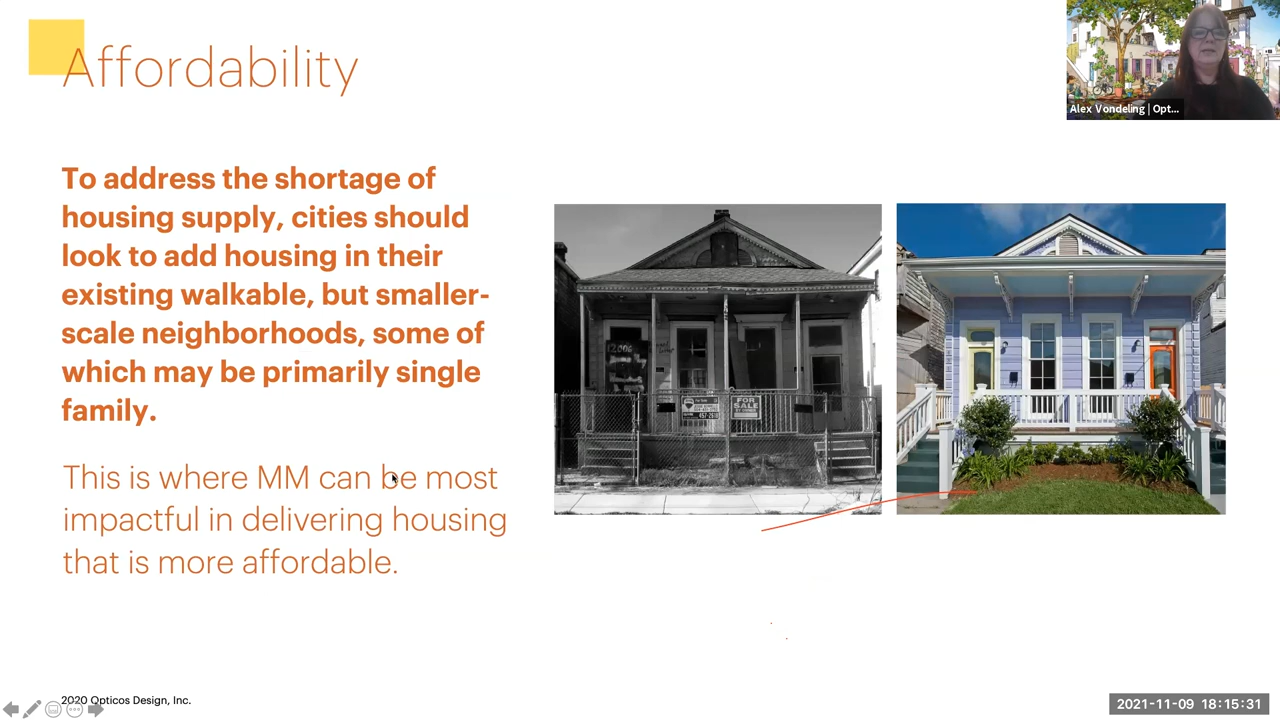 Affordability
Alex Vondeling | Opt...
To address the shortage of
housing supply, cities should
look to add housing in their
existing walkable, but smaller-
scale neighborhoods, some of
which may be primarily single
family.
FOR
SALE
This is where MM can be most
impactful in delivering housing
that is more affordable.
2020 Opticos Design, Inc.
2021-11-09 18:15:31